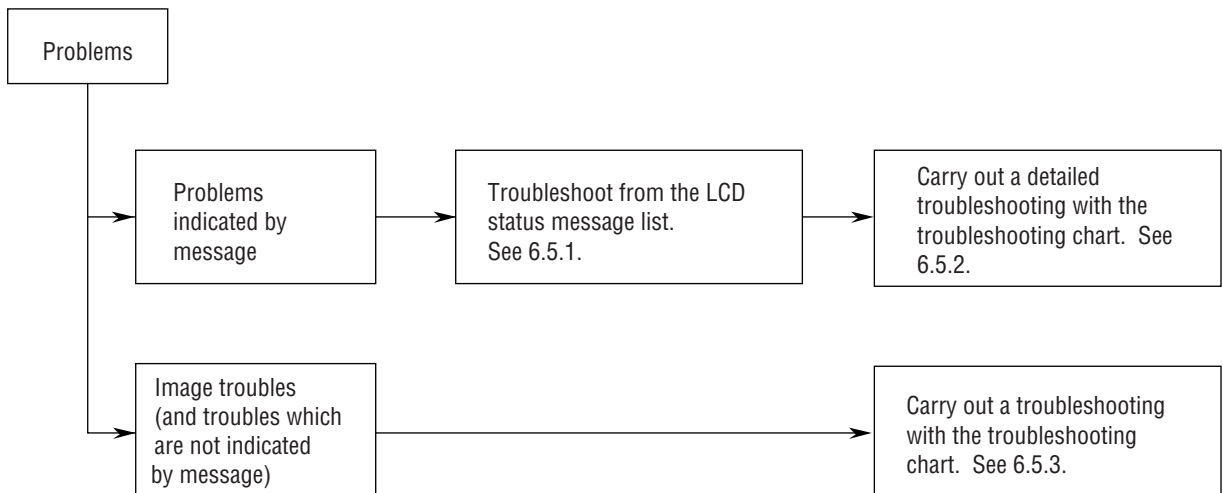 Problems
Problems
indicated by
message
Troubleshoot from the LCD
status message list.
See 6.5.1.
Carry out a detailed
troubleshooting with the
troubleshooting chart.  See
6.5.2.
Image troubles
(and troubles which
are not indicated
by message)
Carry out a troubleshooting
with the troubleshooting
chart.  See 6.5.3.